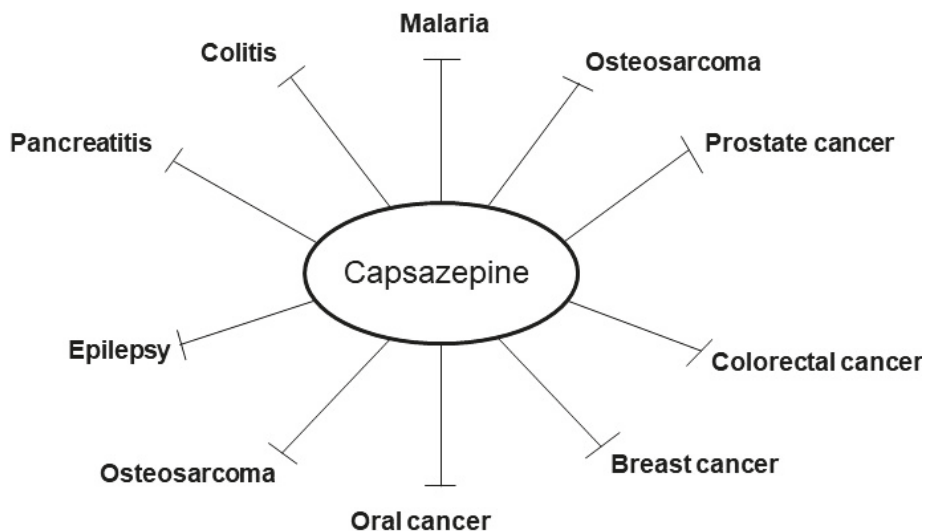 Malaria
Colitis
Osteosarcoma
Pancreatitis
Prostate cancer
Capsazepine
Epilepsy
Colorectal cancer
Osteosarcoma
Breast cancer
Oral cancer